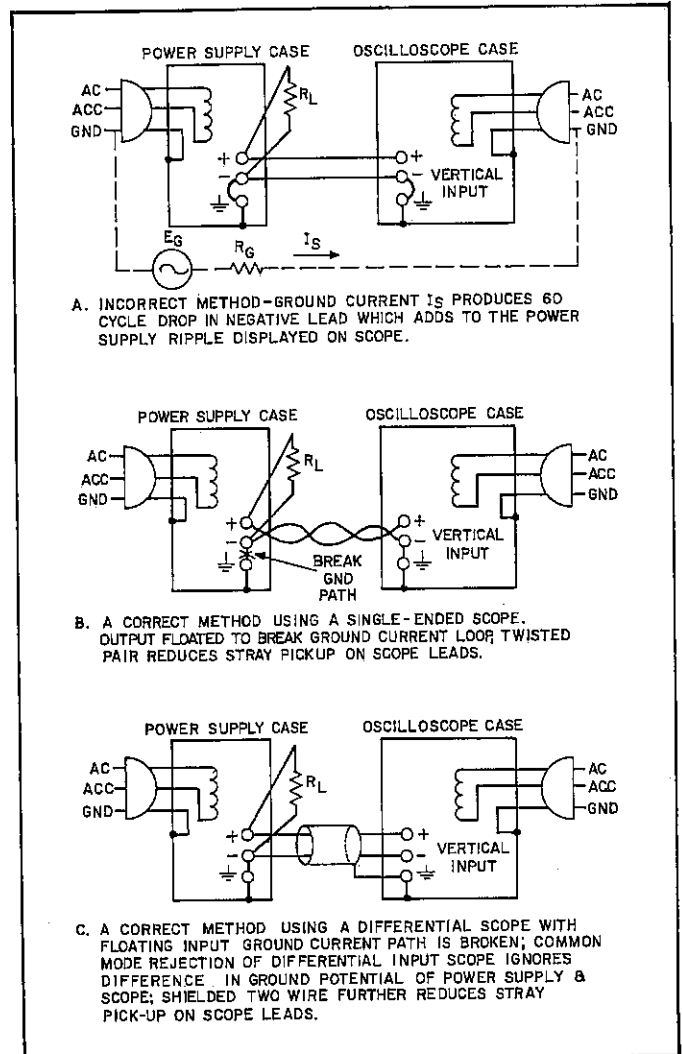 POWER SUPPLY CASE OSCILLOSCOPE CASE
AC
ACC
GND
RL
+
-
+
-
VERTICAL
INPUT
AC
ACC
GND
EG
RG
IS
A. INCORRECT METHOD-GROUND CURRENT IS PRODUCES 60
CYCLE DROP IN NEGATIVE LEAD WHICH ADDS TO THE POWER
SUPPLY RIPPLE DISPLAYED ON SCOPE.
POWER SUPPLY CASE OSCILLOSCOPE CASE
AC
ACC
GND
RL
+
-
BREAK
GND
PATH
+
-
VERTICAL
INPUT
AC
ACC
GND
B. A CORRECT METHOD USING A SINGLE-ENDED SCOPE.
OUTPUT FLOATED TO BREAK GROUND CURRENT LOOP, TWISTED
PAIR REDUCES STRAY PICKUP ON SCOPE LEADS.
POWER SUPPLY CASE OSCILLOSCOPE CASE
AC
ACC
GND
RL
+
-
+
-
VERTICAL
INPUT
AC
ACC
GND
C. A CORRECT METHOD USING A DIFFERENTIAL SCOPE WITH
FLOATING INPUT GROUND CURRENT PATH IS BROKEN; COMMON
MODE REJECTION OF DIFFERENTIAL INPUT SCOPE IGNORES
DIFFERENCE IN GROUND POTENTIAL OF POWER SUPPLY &
SCOPE; SHIELDED TWO WIRE FURTHER REDUCES STRAY
PICK-UP ON SCOPE LEADS.